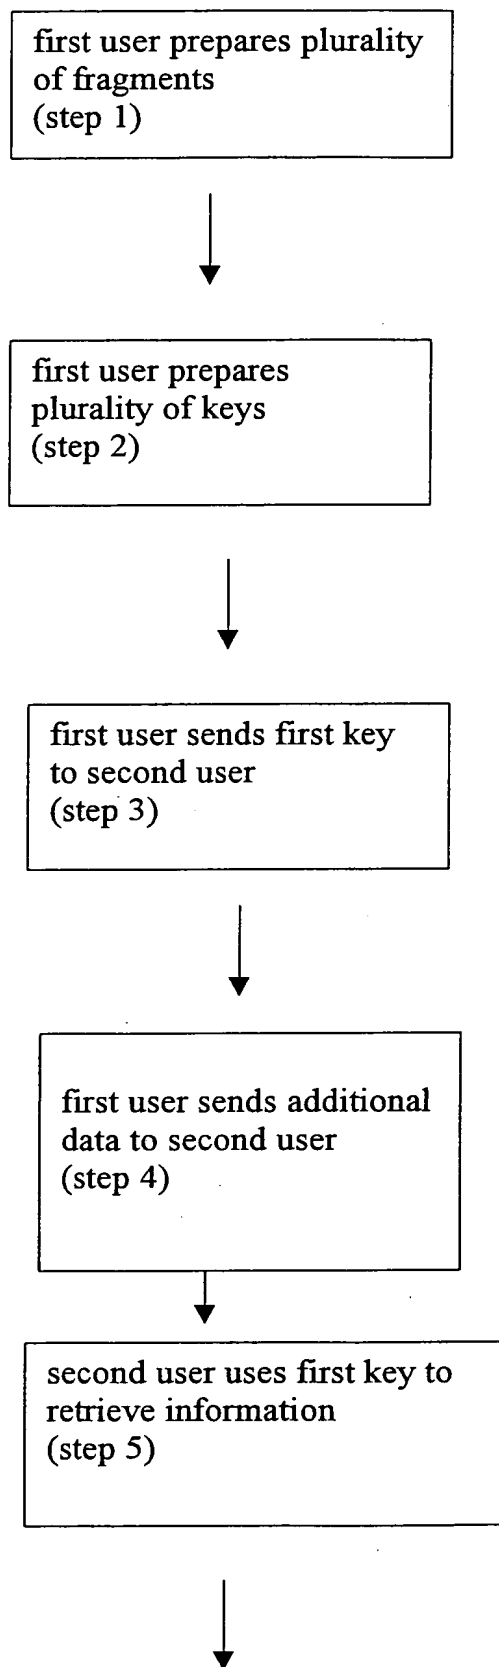 first user prepares plurality
of fragments
(step 1)
first user prepares
plurality of keys
(step 2)
first user sends first key
to second user
(step 3)
first user sends additional
data to second user
(step 4)
second user uses first key to
retrieve information
(step 5)